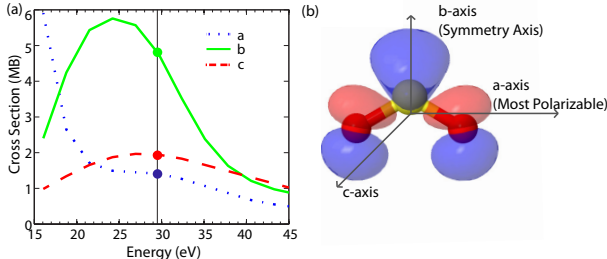 (a)
Cross Section (MB)
6
5
4
3
2
1
0
15
20
25
30
35
40
45
Energy (eV)
a
b
c
(b)
b-axis
(Symmetry Axis)
a-axis
(Most Polarizable)
c-axis